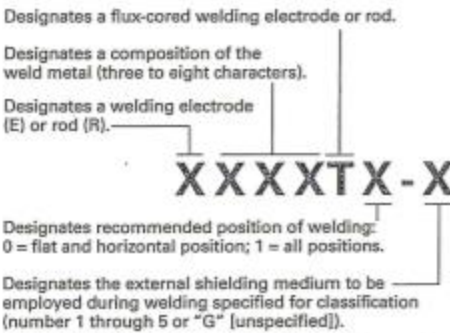 Designates a flux-cored welding electrode or rod.
Designates a composition of the
weld metal (three to eight characters).
Designates a welding electrode
(E) or rod (R).
XXXXTX-X
Designates recommended position of welding:
0 = flat and horizontal position; 1 = all positions.
Designates the external shielding medium to be
employed during welding specified for classification
(number 1 through 5 or "G" [unspecified]).